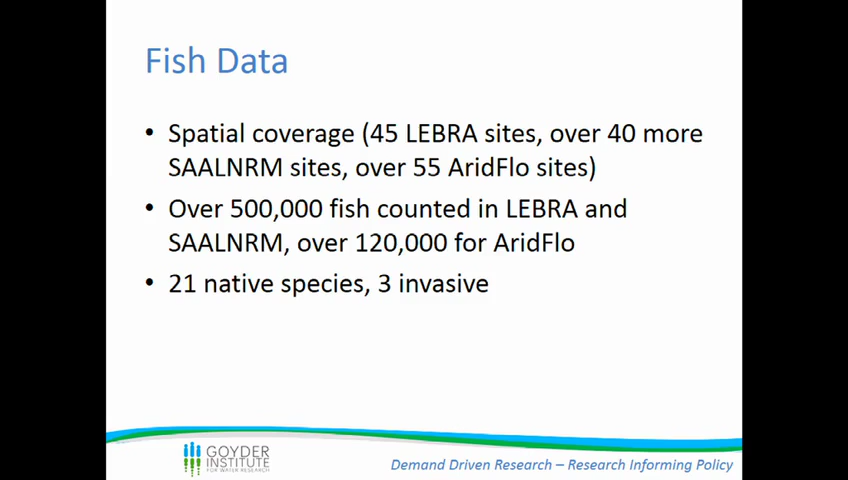 Fish Data
• Spatial coverage (45 LEBRA sites, over 40 more
SAALNRM sites, over 55 AridFlo sites)
• Over 500,000 fish counted in LEBRA and
SAALNRM, over 120,000 for AridFlo
• 21 native species, 3 invasive
GOYDER
INSTITUTE
FOR WATER RESEARCH
Demand Driven Research – Research Informing Policy